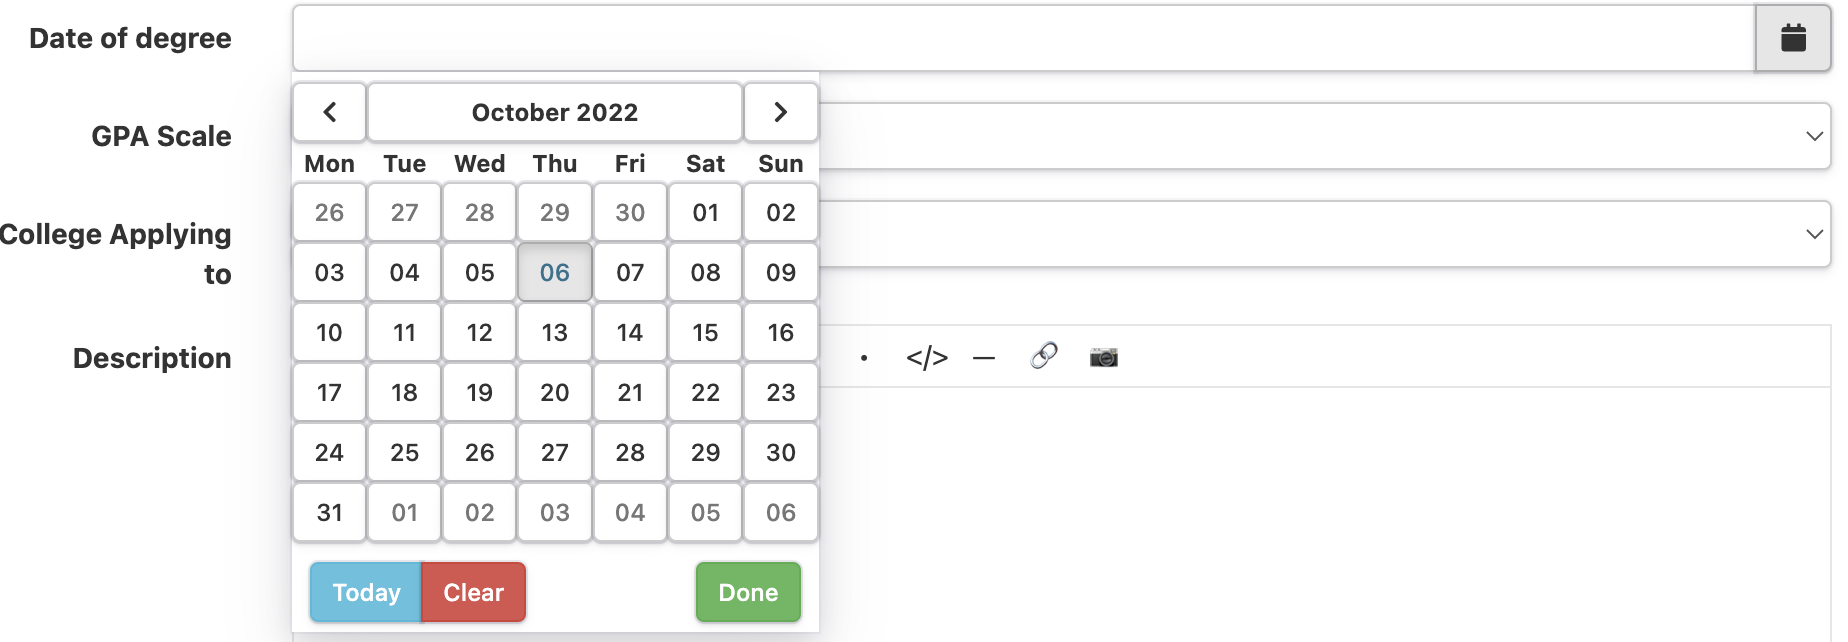 Date of degree
October 2022
GPA Scale
Mon Tue Wed Thu Fri Sat Sun
26 27 28 29 30 01 02
College Applying
to
03 04 05 06 07 08 09
10 11 12 13 14 15 16
Description
</>
17 18 19 20 21 22 23
24 25 26 27 28 29 30
31 01 02 03 04 05 06
Today Clear Done